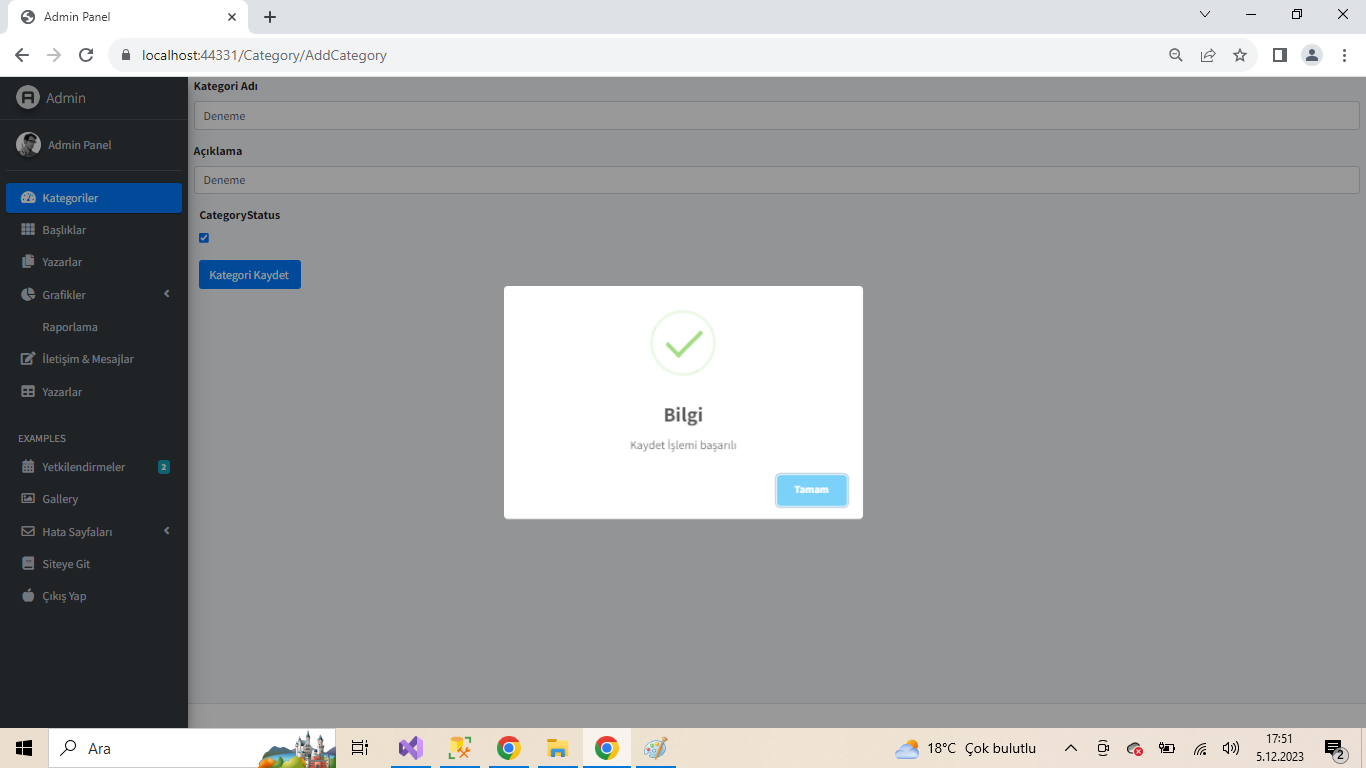 Admin Panel
localhost:44331/Category/AddCategory
Admin
Admin Panel
Kategoriler
Başlıklar
Yazarlar
Grafikler
Raporlama
İletişim & Mesajlar
Yazarlar
EXAMPLES
Yetkilendirmeler 2
Gallery
Hata Sayfaları
Siteye Git
Çıkış Yap
Kategori Adı
Deneme
Açıklama
Deneme
CategoryStatus
Kategori Kaydet
Bilgi
Kaydet İşlemi başarılı
Tamam
Ara
18°C Çok bulutlu
17:51
5.12.2023
2